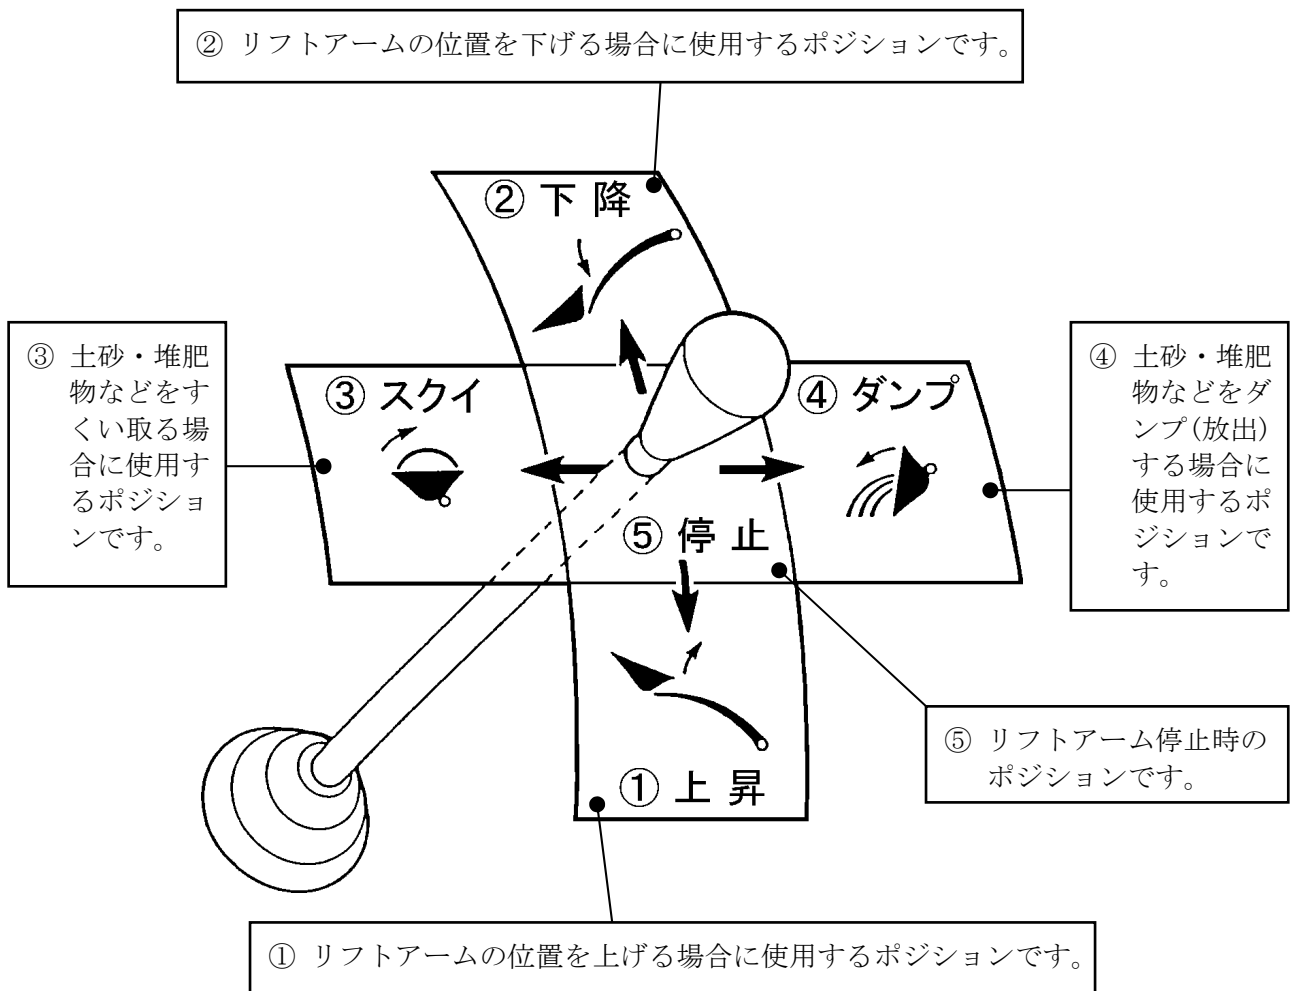 ② リフトアームの位置を下げる場合に使用するポジションです。
② 下降
③ 土砂・堆肥
物などをす
くい取る場
合に使用す
るポジショ
ンです。
③ スクイ
④ ダンプ
④ 土砂・堆肥
物などをダ
ンプ(放出)
する場合に
使用するポ
ジションで
す。
⑤ 停止
⑤ リフトアーム停止時の
ポジションです。
① 上昇
① リフトアームの位置を上げる場合に使用するポジションです。